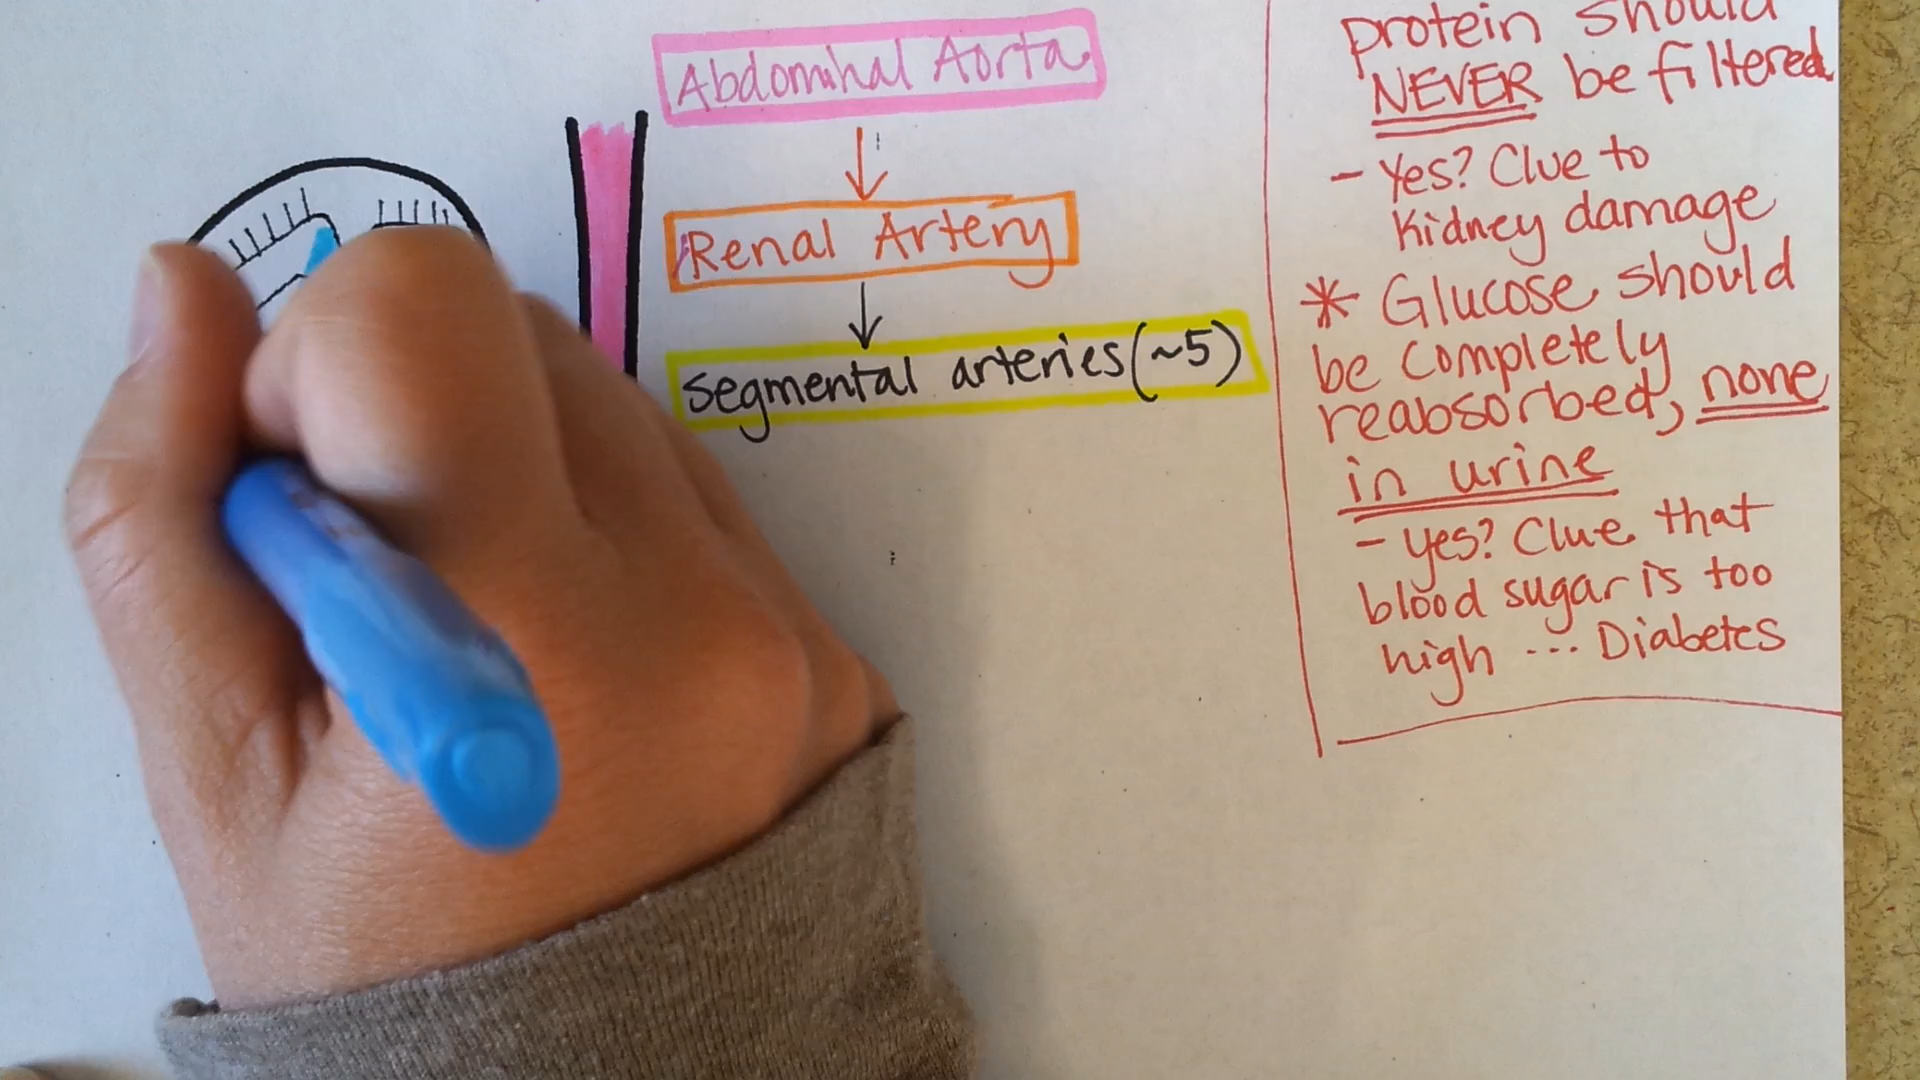 Abdominal Aorta
Renal Artery
Segmental arteries (~5)
protein should
NEVER be filtered
- Yes? Clue to
Kidney damage
* Glucose should
be completely
reabsorbed, none
in urine
- yes? Clue that
blood sugar is too
high ... Diabetes